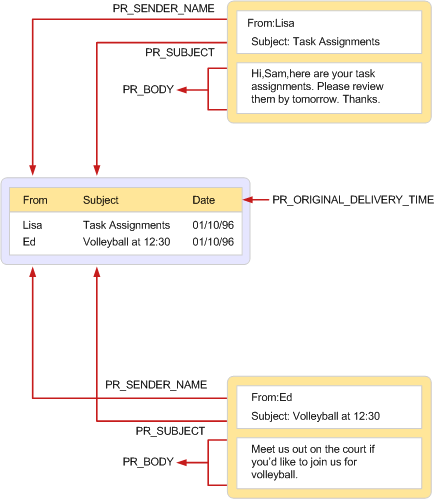 PR_SENDER_NAME
From:Lisa
Subject: Task Assignments
PR_SUBJECT
Hi,Sam,here are your task
assignments. Please review
them by tomorrow. Thanks.
PR_BODY
From Subject Date
PR_ORIGINAL_DELIVERY_TIME
Lisa Task Assignments 01/10/96
Ed Volleyball at 12:30 01/10/96
PR_SENDER_NAME
From:Ed
Subject: Volleyball at 12:30
PR_SUBJECT
Meet us out on the court if
you'd like to join us for
volleyball.
PR_BODY